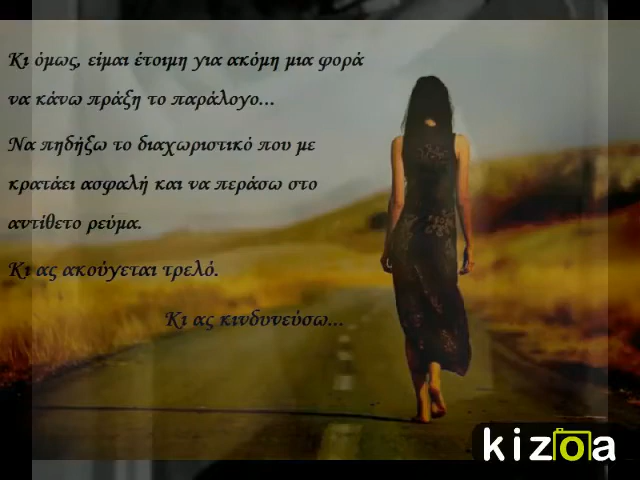 Κι όμως, είμαι έτοιμη για ακόμη μια φορά
να κάνω πράξη το παράλογο...
Να πηδήξω το διαχωριστικό που με
κρατάει ασφαλή και να περάσω στο
αντίθετο ρεύμα.
Κι ας ακούγεται τρελό.
Κι ας κινδυνεύσω...
kizoa